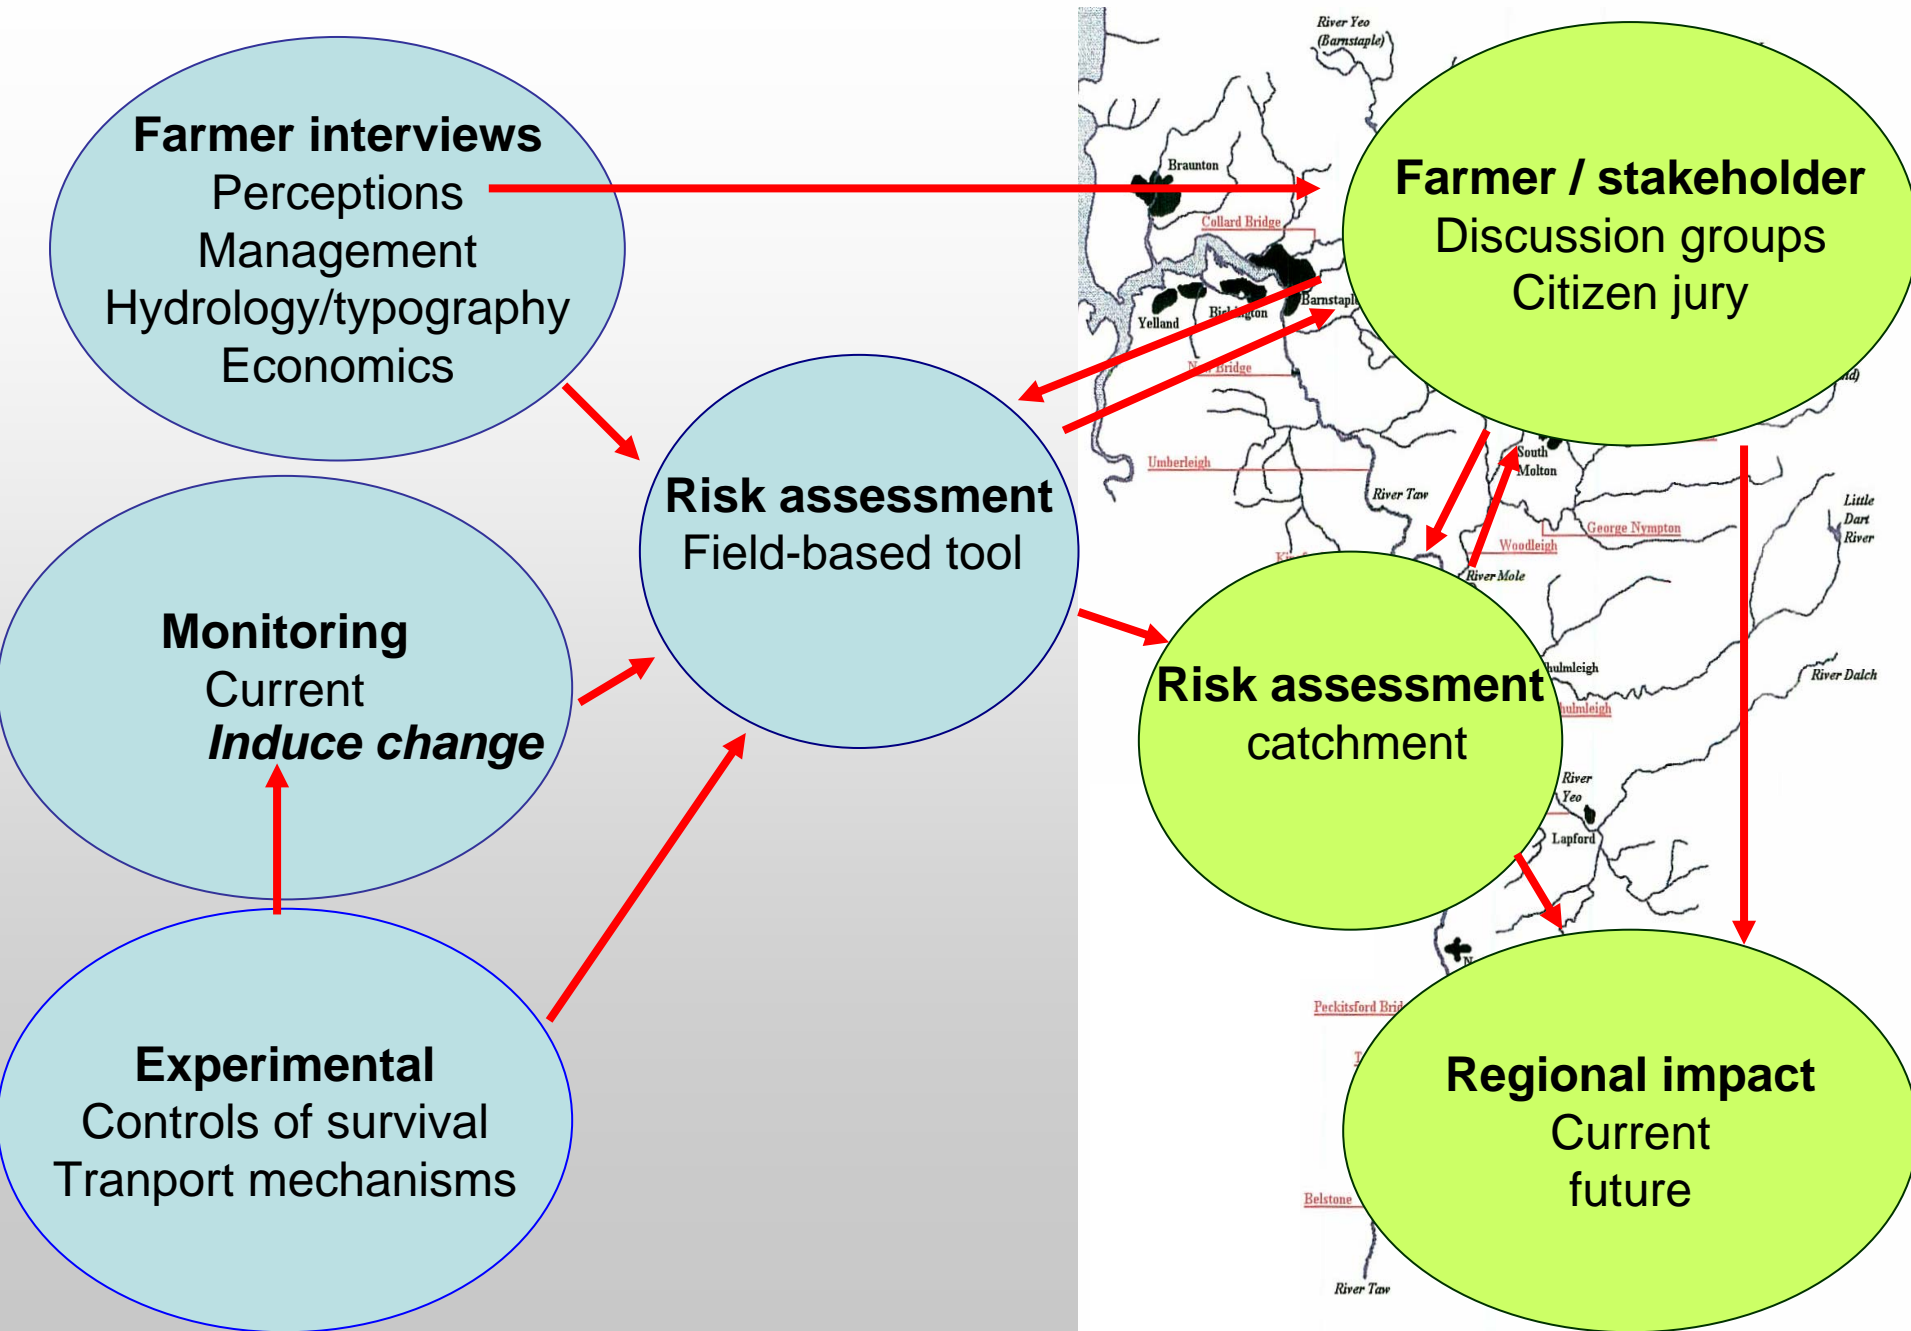 Farmer interviews
Perceptions
Management
Hydrology/typography
Economics
Monitoring
Current
Induce change
Experimental
Controls of survival
Tranport mechanisms
Risk assessment
Field-based tool
Farmer / stakeholder
Discussion groups
Citizen jury
Risk assessment
catchment
Regional impact
Current
future
River Yeo
(Barnstaple)
Braunton
Collard Bridge
Yelland
Umberleigh
River Taw
South
Molton
George Nympton
Woodleigh
River Mole
Little
Dart
River
River Dalch
River
Yeo
Lapford
Belstone
River Taw